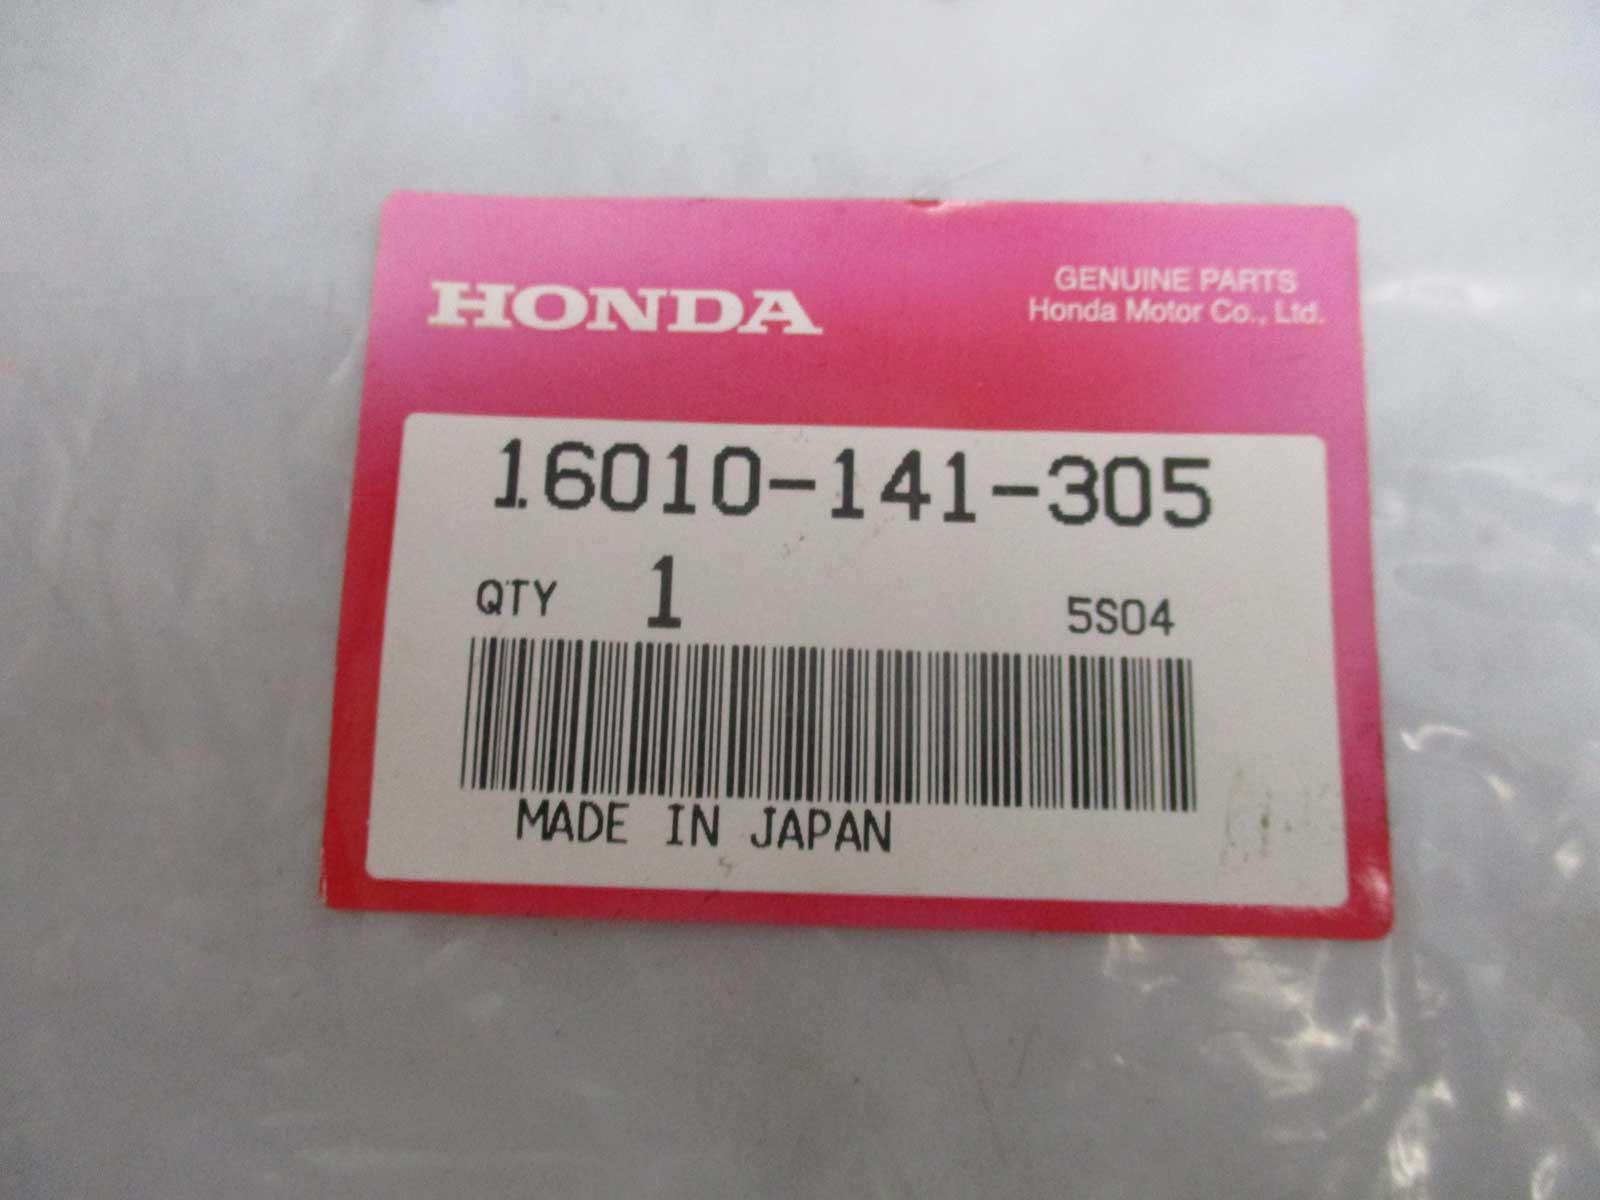 HONDA
GENUINE PARTS
Honda Motor Co., Ltd.
16010-141-305
QTY 1 5S04
MADE IN JAPAN